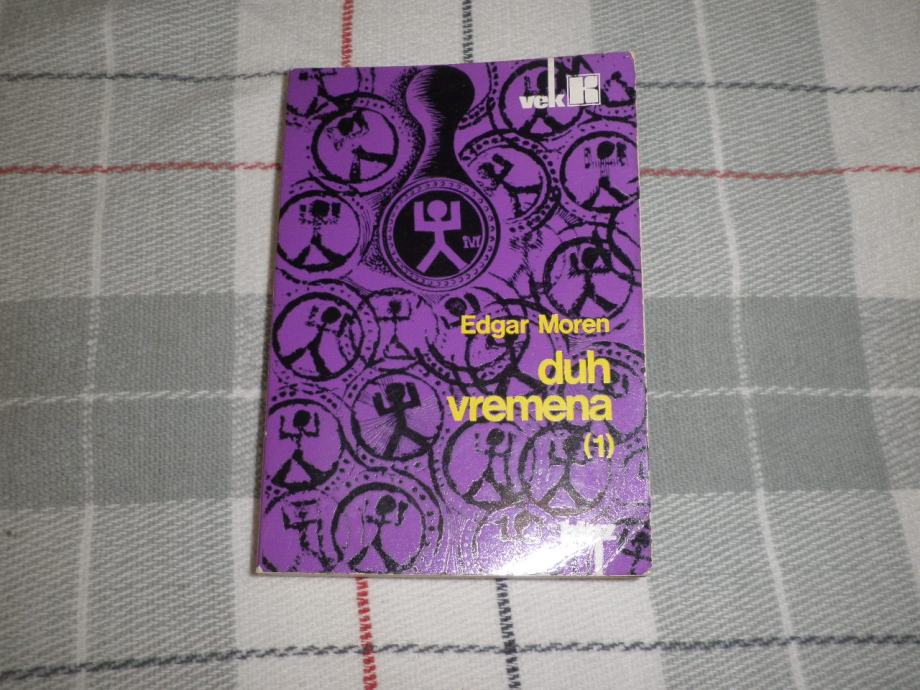 vek
K
Edgar Moren
duh
vremena
(1)